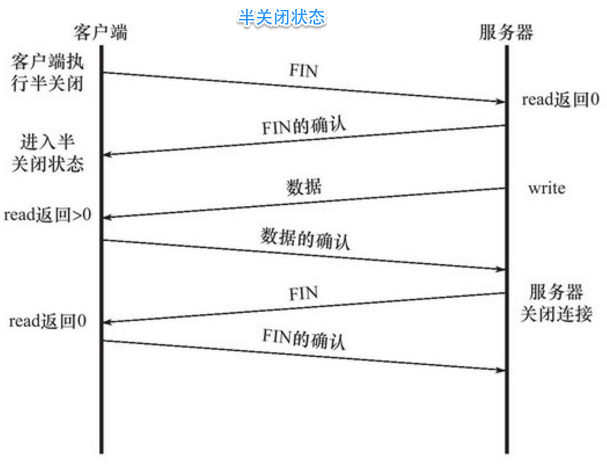 半关闭状态
客户端
服务器
客户端执
行半关闭
FIN
read返回0
FIN的确认
进入半
关闭状态
数据
write
read返回>0
数据的确认
FIN
服务器
关闭连接
read返回0
FIN的确认